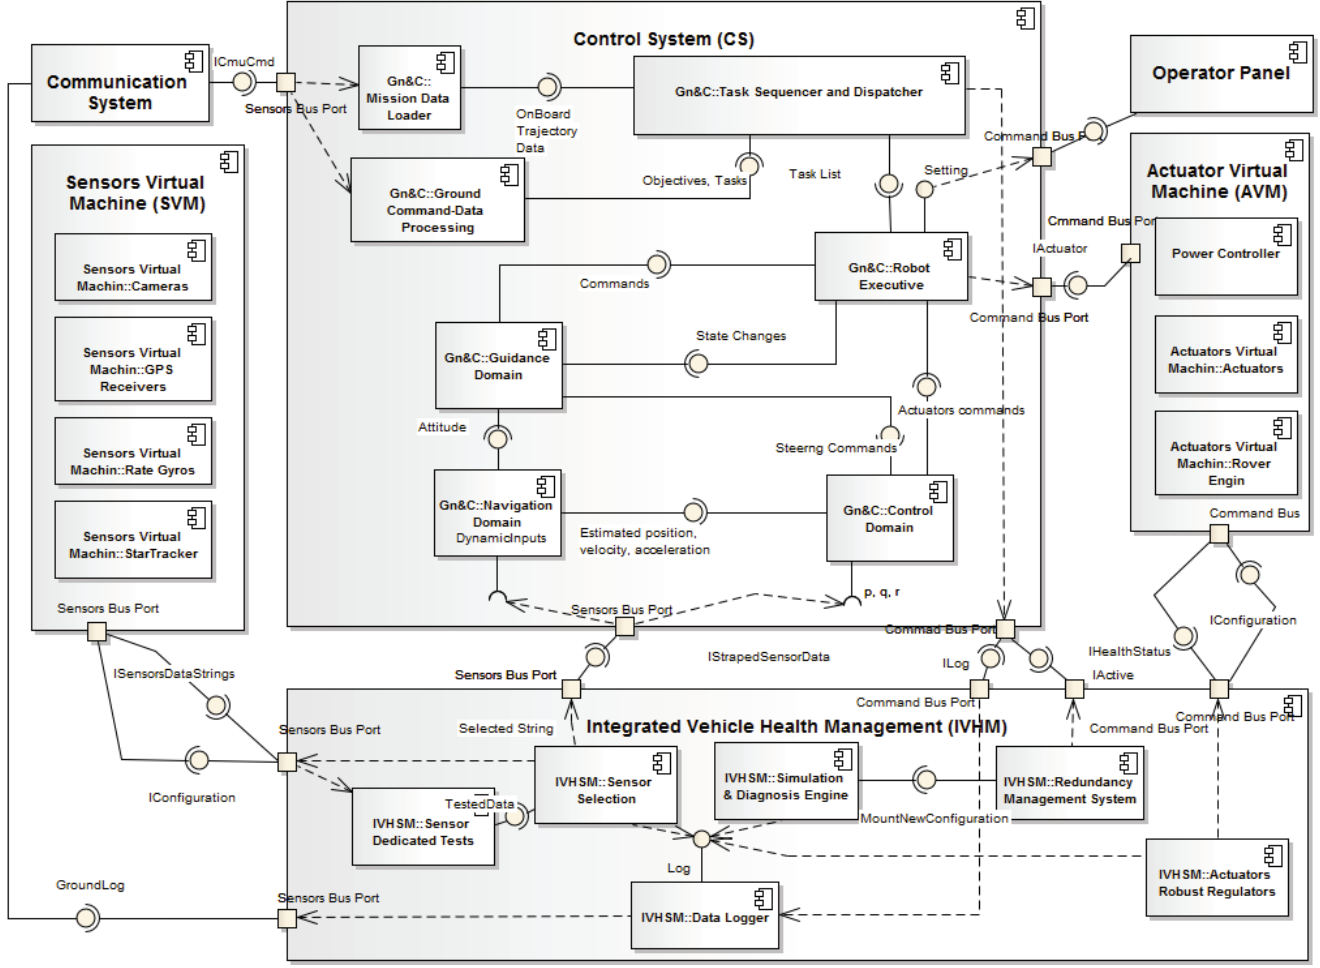 Control System (CS)
Communication
System
ICmuCmd
Sensors Bus Port
Gn&C::
Mission Data
Loader
OnBoard
Trajectory
Data
Gn&C::Task Sequencer and Dispatcher
Operator Panel
Command Bus P
Sensors Virtual
Machine (SVM)
Gn&C::Ground
Command-Data
Processing
Objectives, Tasks
Task List
Setting
Actuator Virtual
Machine (AVM)
Cmmand Bus Port
IActuator
Command Bus Port
Power Controller
Sensors Virtual
Machin::Cameras
Commands
Gn&C::Robot
Executive
Sensors Virtual
Machin::GPS
Receivers
Gn&C::Guidance
Domain
State Changes
Actuators Virtual
Machin::Actuators
Attitude
Actuators commands
Steerng Commands
Sensors Virtual
Machin::Rate Gyros
Actuators Virtual
Machin::Rover
Engin
Gn&C::Navigation
Domain
DynamicInputs
Estimated position,
velocity, acceleration
Gn&C::Control
Domain
Command Bus
Sensors Virtual
Machin::StarTracker
p, q, r
Sensors Bus Port
Sensors Bus Port
Commad Bus Port
IConfiguration
IHealthStatus
ISensorsDataStrings
Sensors Bus Port
IStrapedSensorData
ILog
IActive
Command Bus Port
Command Bus Port
Command Bus Port
Integrated Vehicle Health Management (IVHM)
Selected String
Sensors Bus Port
IConfiguration
IVHSM::Sensor
Selection
IVHSM::Simulation
& Diagnosis Engine
IVHSM::Redundancy
Management System
TestedData
IVHSM::Sensor
Dedicated Tests
MountNewConfiguration
Log
IVHSM::Actuators
Robust Regulators
GroundLog
Sensors Bus Port
IVHSM::Data Logger